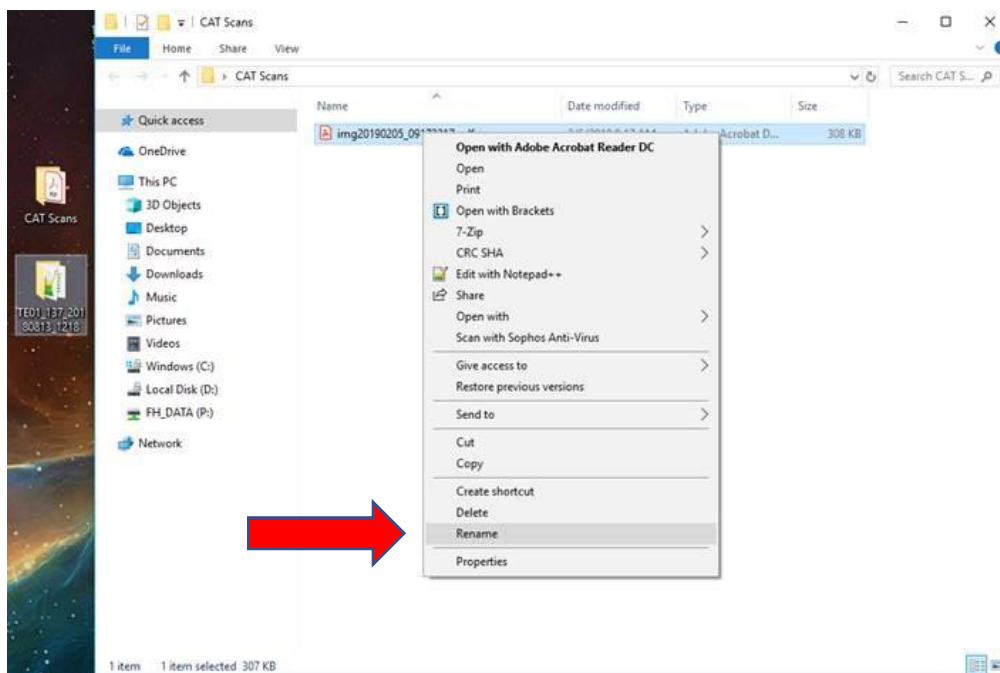 CAT Scans
File Home Share View
CAT Scans
Search CAT S...
Name Date modified Type Size
img20190205_09173217
Acrobat D... 308 KB
Quick access
OneDrive
This PC
3D Objects
Desktop
Documents
Downloads
Music
Pictures
Videos
Windows (C:)
Local Disk (D:)
FH_DATA (P:)
Network
Open with Adobe Acrobat Reader DC
Open
Print
Open with Brackets
7-Zip
CRC SHA
Edit with Notepad++
Share
Open with
Scan with Sophos Anti-Virus
Give access to
Restore previous versions
Send to
Cut
Copy
Create shortcut
Delete
Rename
Properties
CAT Scans
TE01_137_201
80813_1218
1 item 1 item selected 307 KB